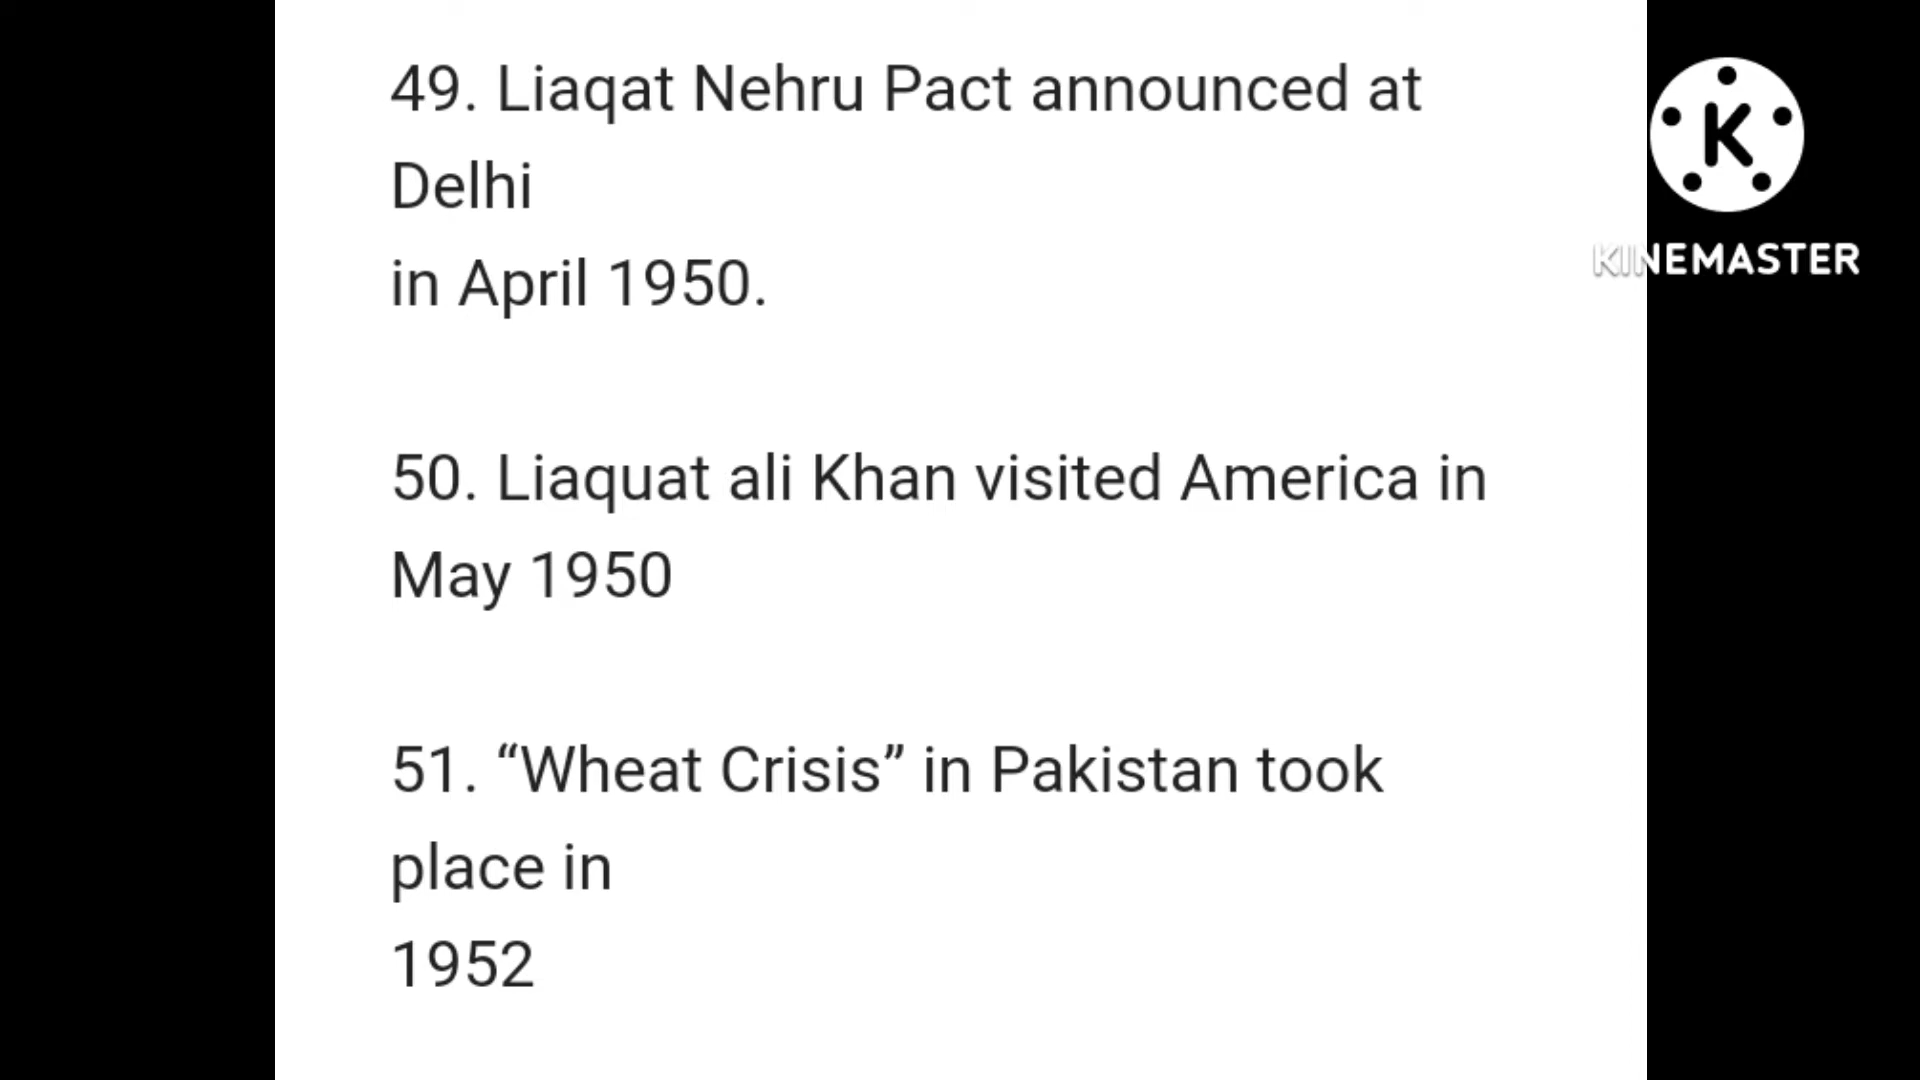 49. Liaqat Nehru Pact announced at
Delhi
in April 1950.
50. Liaquat ali Khan visited America in
May 1950
51. “Wheat Crisis” in Pakistan took
place in
1952
K
KINEMASTER